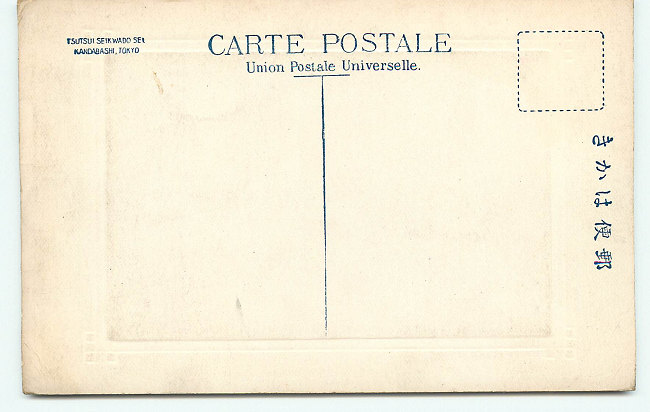 TSUTSUI SEIKWADO SEI
KANDABASHI, TOKYO
CARTE POSTALE
Union Postale Universelle.
きかは便郵